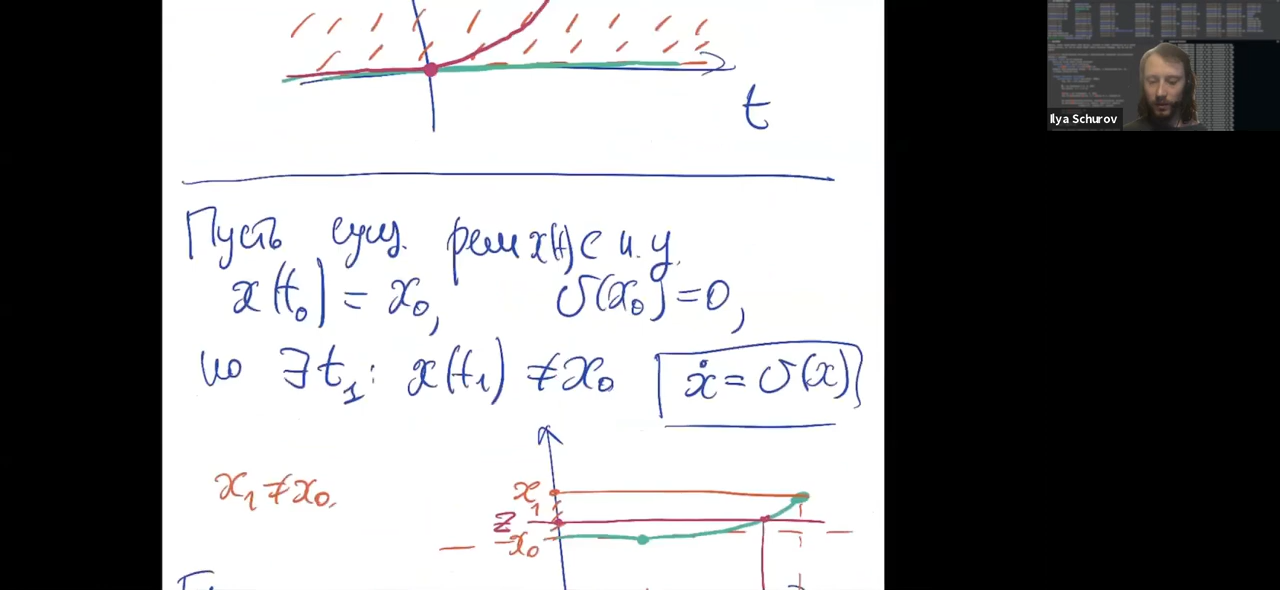 Ilya Schurov
t
Пусть сущ. реш x(t) с н. у.
x(t₀) = x₀, v(x₀) = 0,
но ∃t₁: x(t₁) ≠ x₀ ẋ = v(x)
x₁ ≠ x₀.
x₁
z
x₀